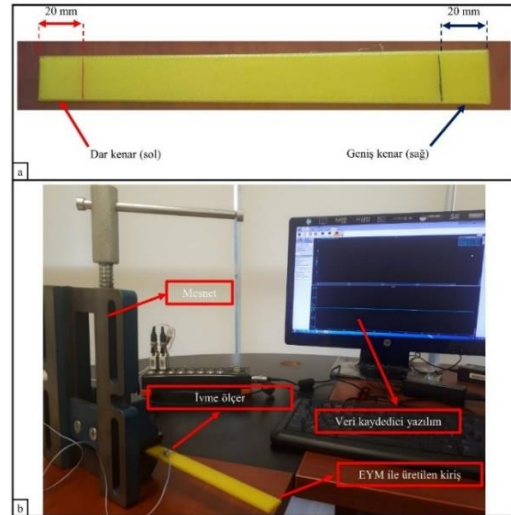 20 mm
20 mm
Dar kenar (sol)
Geniş kenar (sağ)
a
Mesnet
İvme ölçer
Veri kaydedici yazılım
EYM ile üretilen kiriş
b